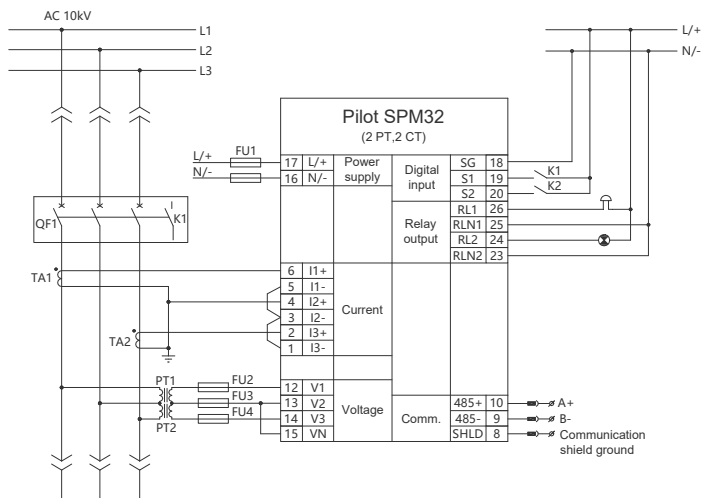 AC 10kV
L1
L2
L3
L/+
N/-
Pilot SPM32
(2 PT,2 CT)
L/+ FU1
N/-
17 L/+ Power supply
16 N/-
Digital input
SG 18
S1 19 K1
S2 20 K2
Relay output
RL1 26
RLN1 25
RL2 24
RLN2 23
QF1 K1
TA1
TA2
6 I1+
5 I1-
4 I2+
3 I2-
2 I3+
1 I3-
Current
PT1
PT2
FU2
FU3
FU4
12 V1
13 V2
14 V3
15 VN
Voltage
Comm.
485+ 10 A+
485- 9 B-
SHLD 8 Communication
shield ground